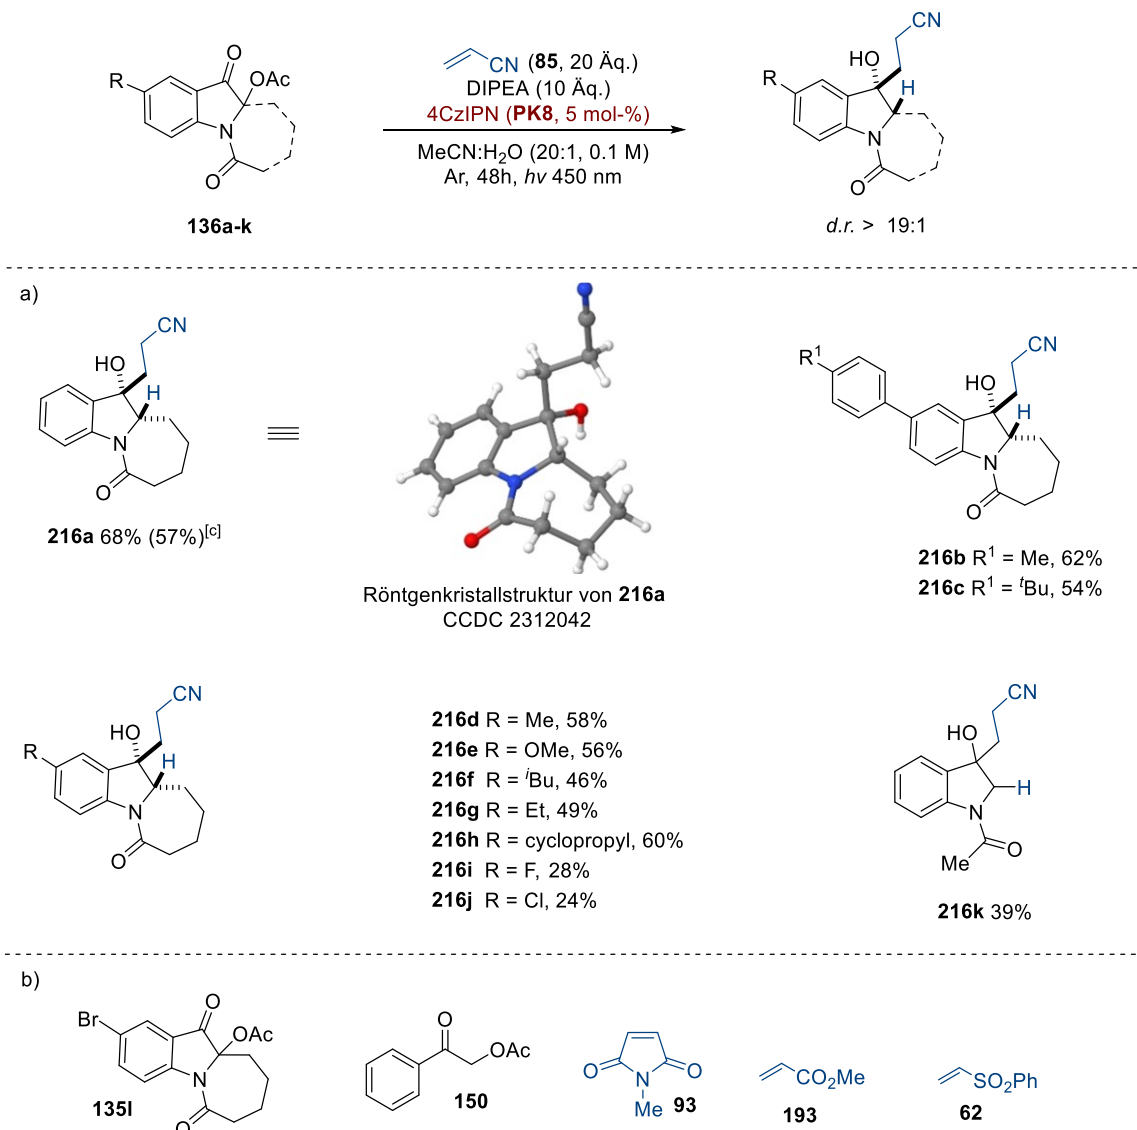 R
O
OAc
N
O
136a-k
CN (85, 20 Äq.)
DIPEA (10 Äq.)
4CzIPN (PK8, 5 mol-%)
MeCN:H₂O (20:1, 0.1 M)
Ar, 48h, hv 450 nm
CN
HO
R
H
N
O
d.r. > 19:1
a)
CN
HO
H
N
O
216a 68% (57%)[c]
Röntgenkristallstruktur von 216a
CCDC 2312042
R¹
CN
HO
H
N
O
216b R¹ = Me, 62%
216c R¹ = ᵗBu, 54%
CN
HO
R
H
N
O
216d R = Me, 58%
216e R = OMe, 56%
216f R = ⁱBu, 46%
216g R = Et, 49%
216h R = cyclopropyl, 60%
216i R = F, 28%
216j R = Cl, 24%
CN
HO
H
N
O
Me
216k 39%
b)
Br
O
OAc
N
O
135l
O
OAc
150
O
O
N
Me
93
CO₂Me
193
SO₂Ph
62